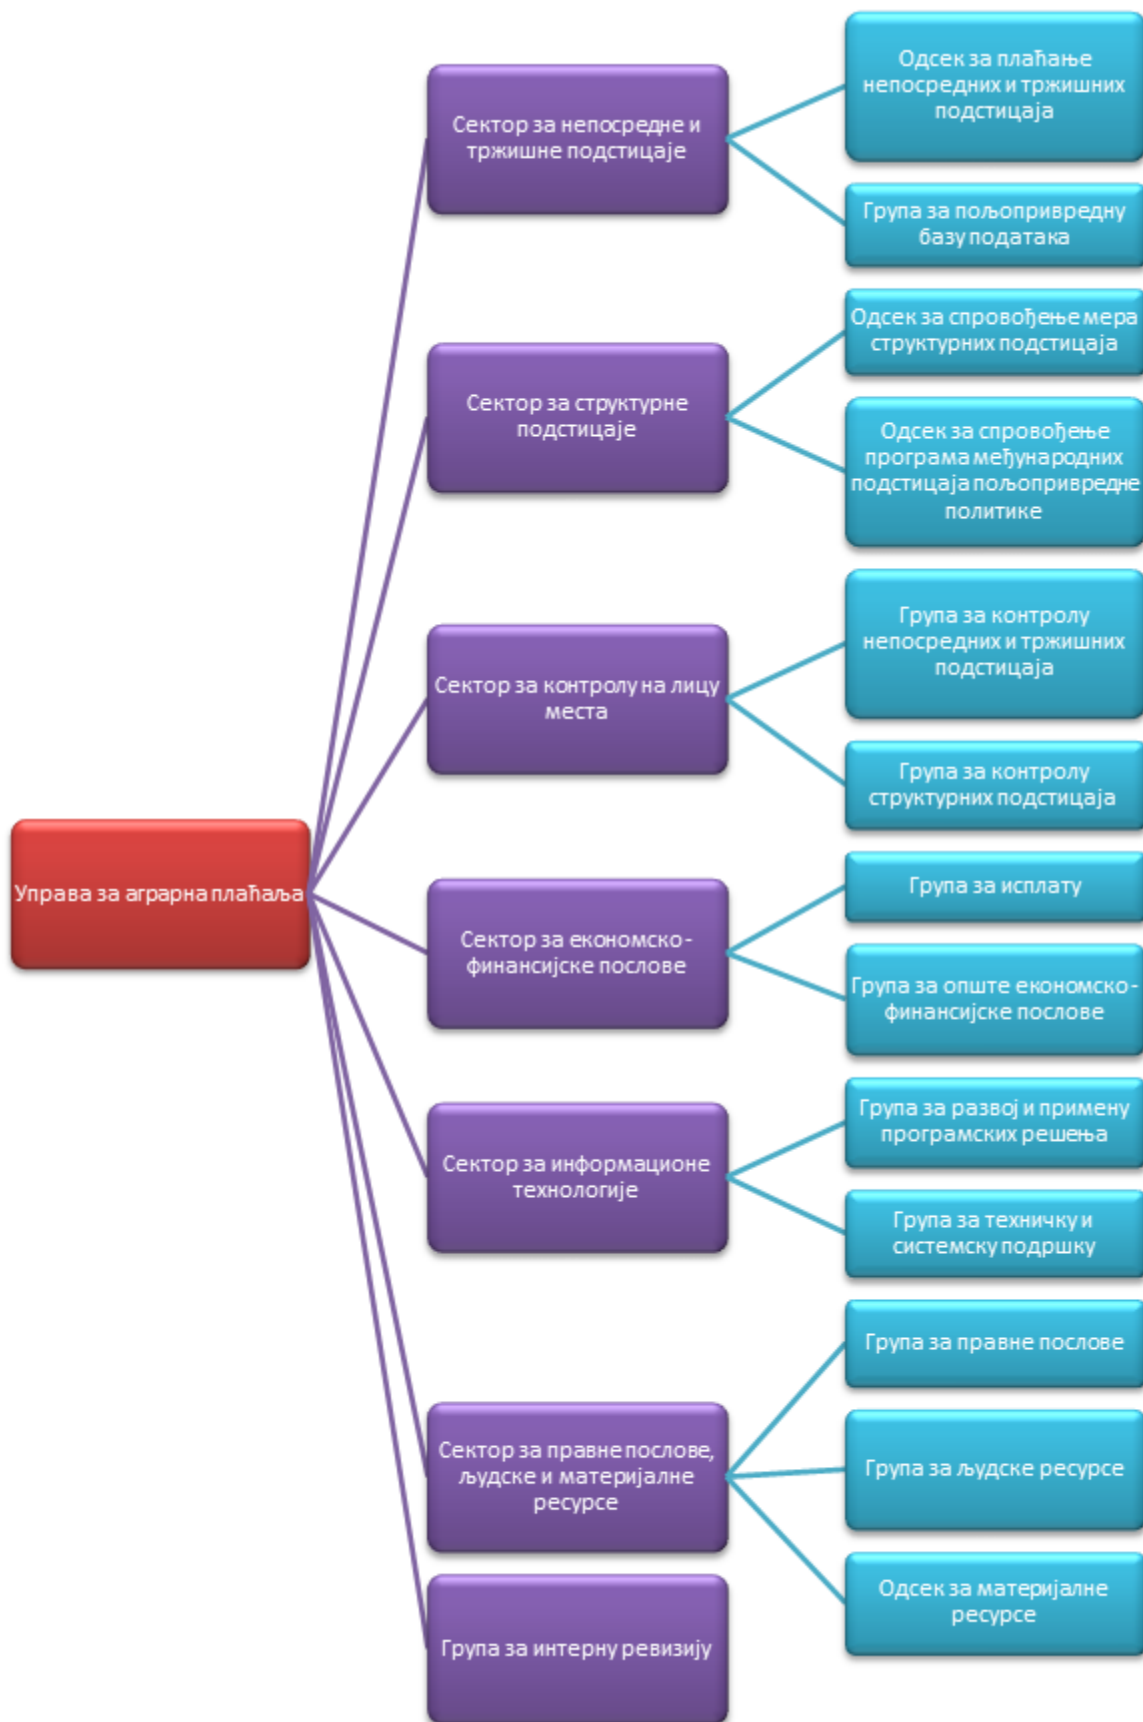 Управа за аграрна плаћаља
Сектор за непосредне и
тржишне подстицаје
Одсек за плаћање
непосредних и тржишних
подстицаја
Група за пољопривредну
базу података
Сектор за структурне
подстицаје
Одсек за спровођење мера
структурних подстицаја
Одсек за спровођење
програма међународних
подстицаја пољопривредне
политике
Сектор за контролу на лицу
места
Група за контролу
непосредних и тржишних
подстицаја
Група за контролу
структурних подстицаја
Сектор за економско-
финансијске послове
Група за исплату
Група за опште економско-
финансијске послове
Сектор за информационе
технологије
Група за развој и примену
програмских решења
Група за техничку и
системску подршку
Сектор за правне послове,
људске и материјалне
ресурсе
Група за правне послове
Група за људске ресурсе
Одсек за материјалне
ресурсе
Група за интерну ревизију